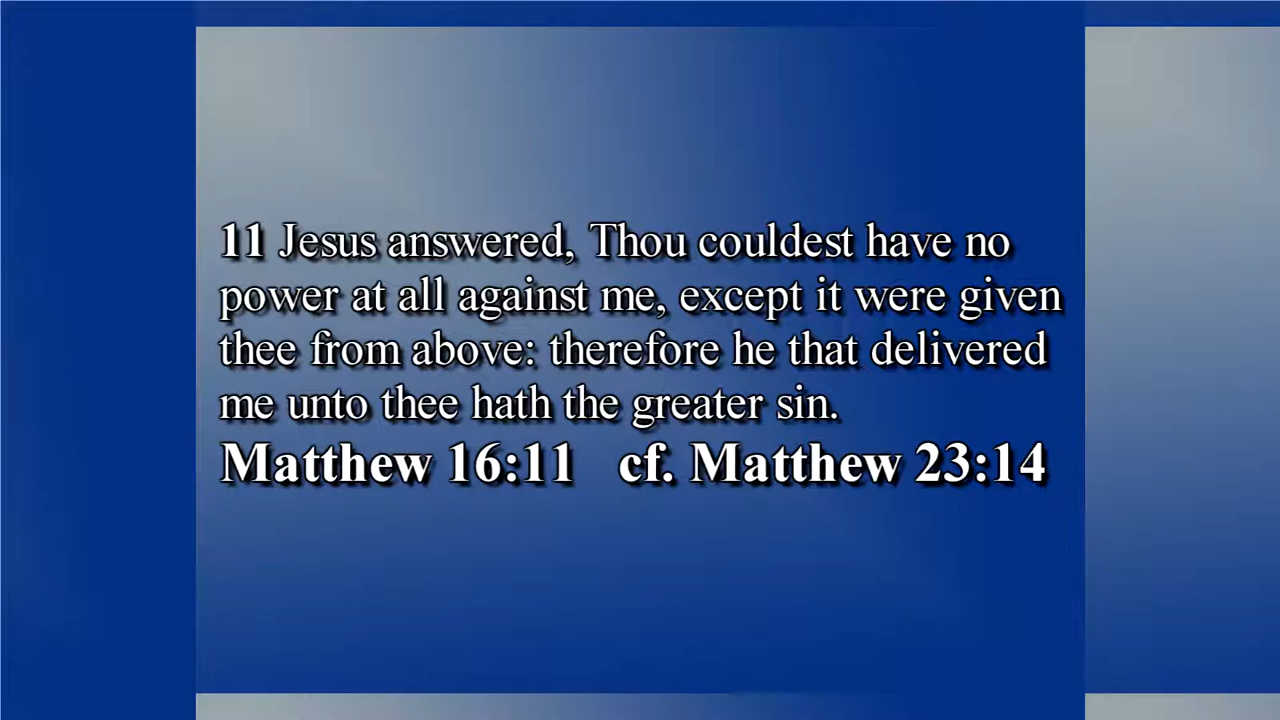 11 Jesus answered, Thou couldest have no
power at all against me, except it were given
thee from above: therefore he that delivered
me unto thee hath the greater sin.
Matthew 16:11 cf. Matthew 23:14